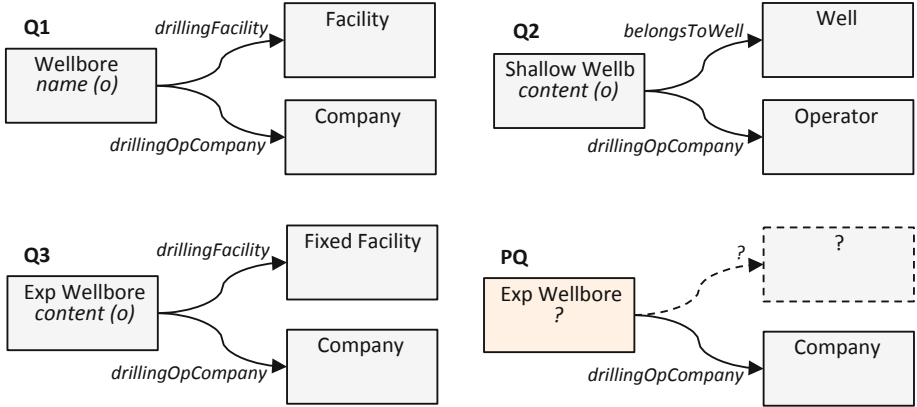 Q1
drillingFacility
Facility
Wellbore
name (o)
Company
drillingOpCompany
Q2
belongsToWell
Well
Shallow Wellb
content (o)
Operator
drillingOpCompany
Q3
drillingFacility
Fixed Facility
Exp Wellbore
content (o)
Company
drillingOpCompany
PQ
?
?
Exp Wellbore
?
Company
drillingOpCompany